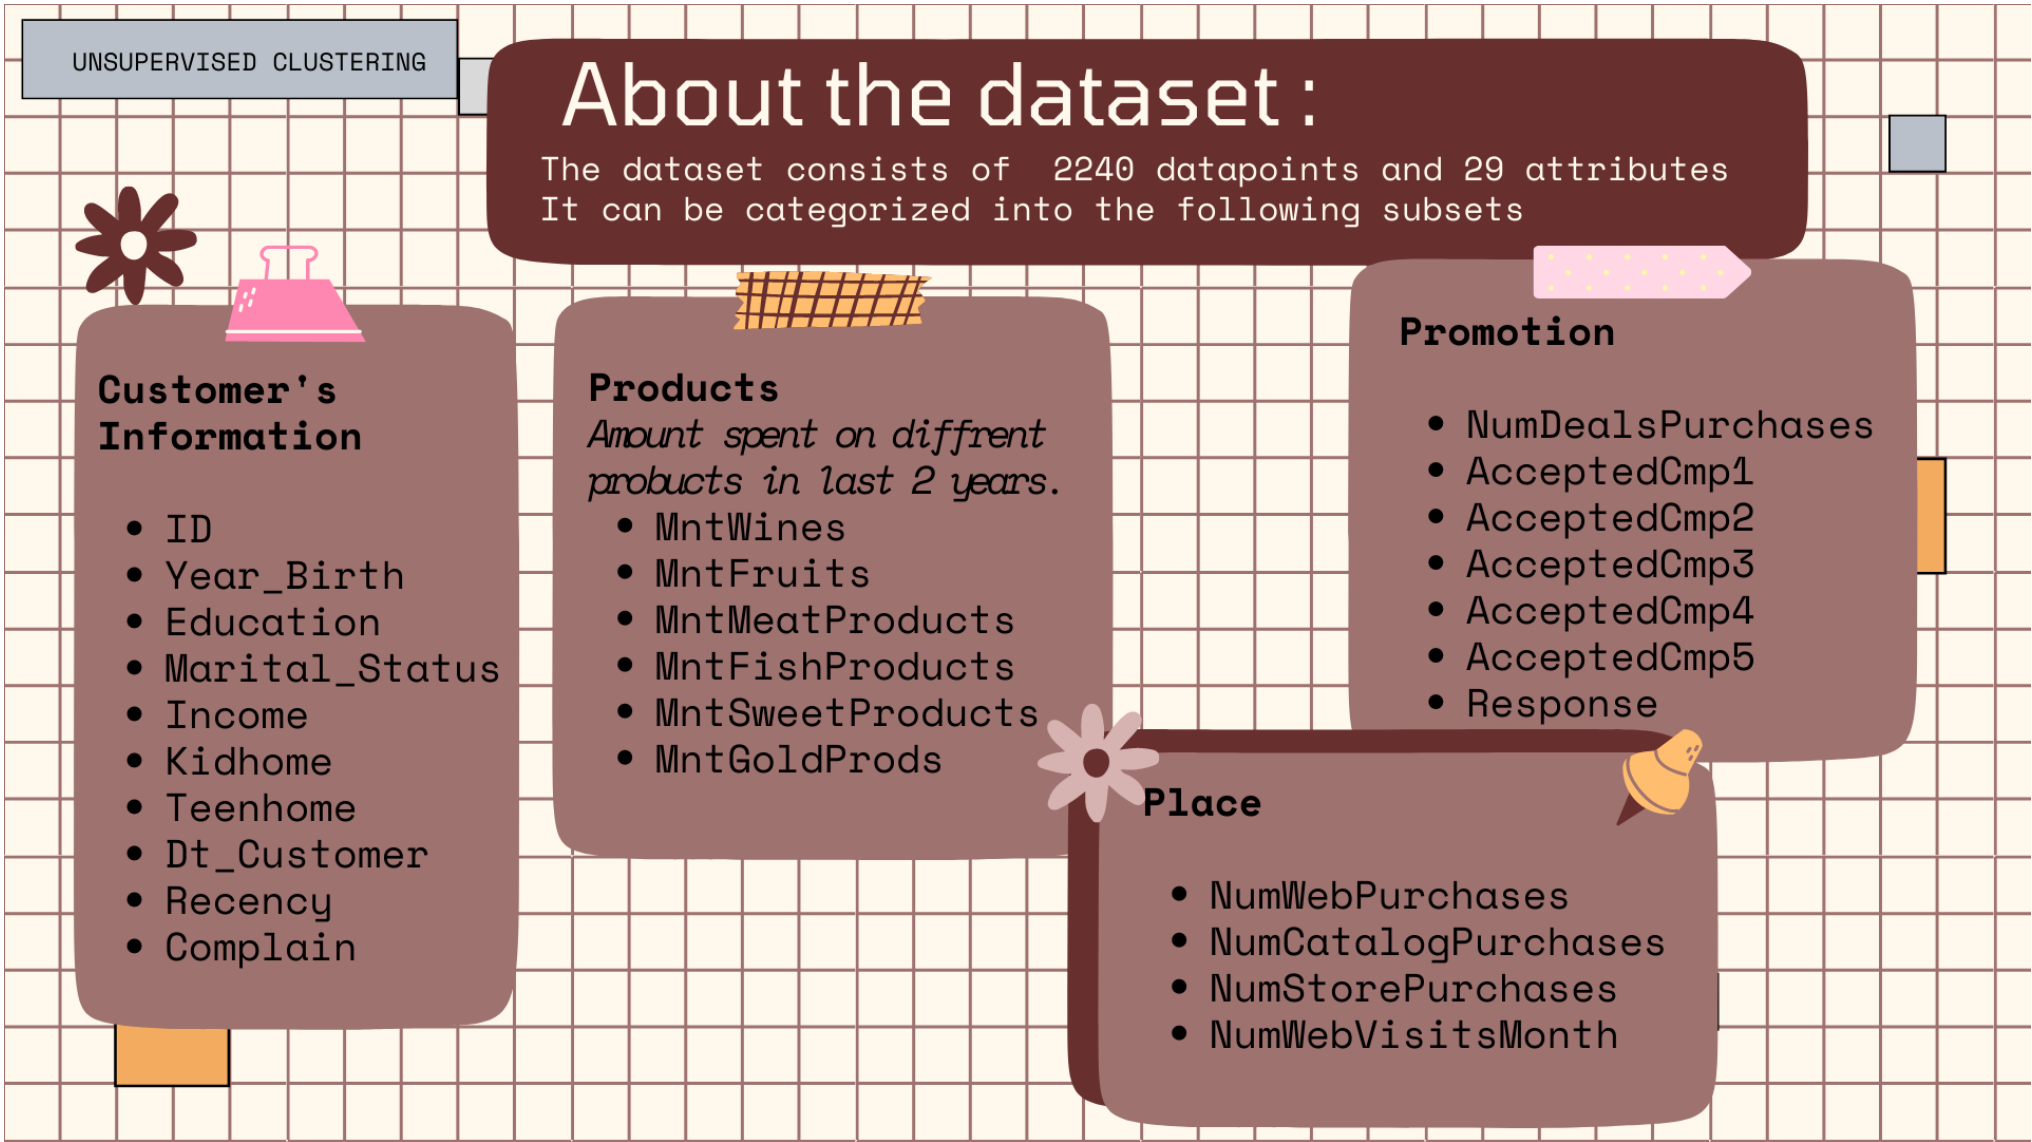 UNSUPERVISED CLUSTERING
About the dataset :
The dataset consists of 2240 datapoints and 29 attributes
It can be categorized into the following subsets
Customer's
Information
• ID
• Year_Birth
• Education
• Marital_Status
• Income
• Kidhome
• Teenhome
• Dt_Customer
• Recency
• Complain
Products
Amount spent on diffrent
probucts in last 2 years.
• MntWines
• MntFruits
• MntMeatProducts
• MntFishProducts
• MntSweetProducts
• MntGoldProds
Promotion
• NumDealsPurchases
• AcceptedCmp1
• AcceptedCmp2
• AcceptedCmp3
• AcceptedCmp4
• AcceptedCmp5
• Response
Place
• NumWebPurchases
• NumCatalogPurchases
• NumStorePurchases
• NumWebVisitsMonth